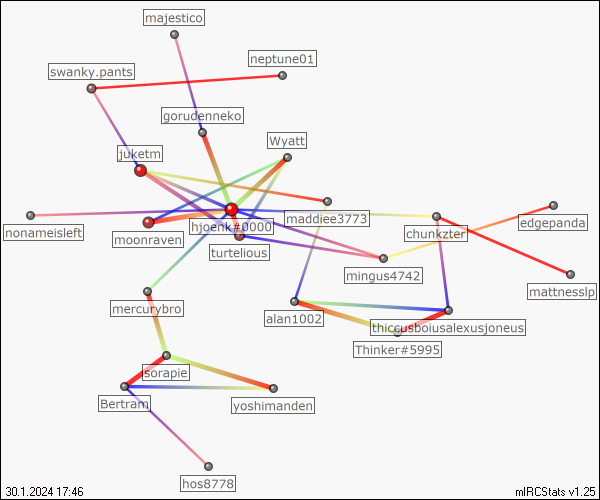 majestico
neptune01
swanky.pants
gorudenneko
Wyatt
juketm
maddiee3773
nonameisleft
moonraven
hjoenk#0000
chunkzter
edgepanda
turtelious
mingus4742
mattnesslp
mercurybro
alan1002
thiccusboiusalexusjoneus
Thinker#5995
sorapie
Bertram
yoshimanden
hos8778
30.1.2024 17:46
mIRCStats v1.25